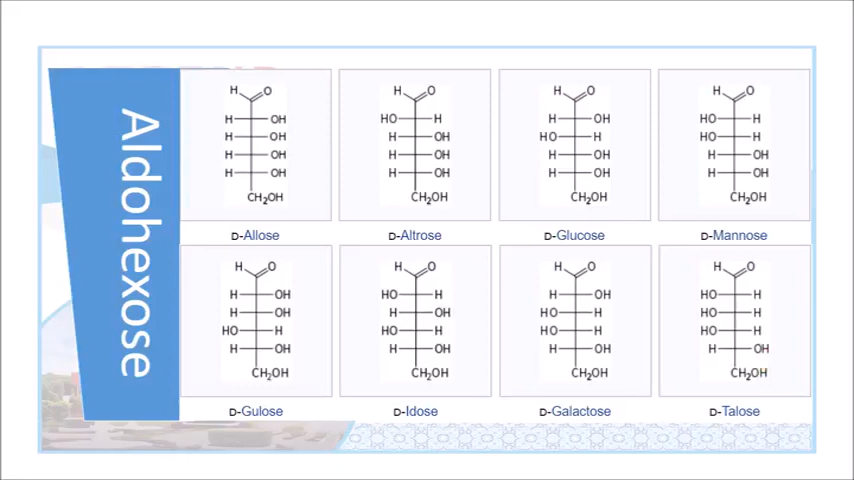 Aldohexose
H O
H OH
H OH
H OH
H OH
CH2OH
D-Allose
H O
HO H
H OH
H OH
H OH
CH2OH
D-Altrose
H O
H OH
HO H
H OH
H OH
CH2OH
D-Glucose
H O
HO H
HO H
H OH
H OH
CH2OH
D-Mannose
H O
H OH
H OH
HO H
H OH
CH2OH
D-Gulose
H O
HO H
H OH
HO H
H OH
CH2OH
D-Idose
H O
H OH
HO H
HO H
H OH
CH2OH
D-Galactose
H O
HO H
HO H
HO H
H OH
CH2OH
D-Talose